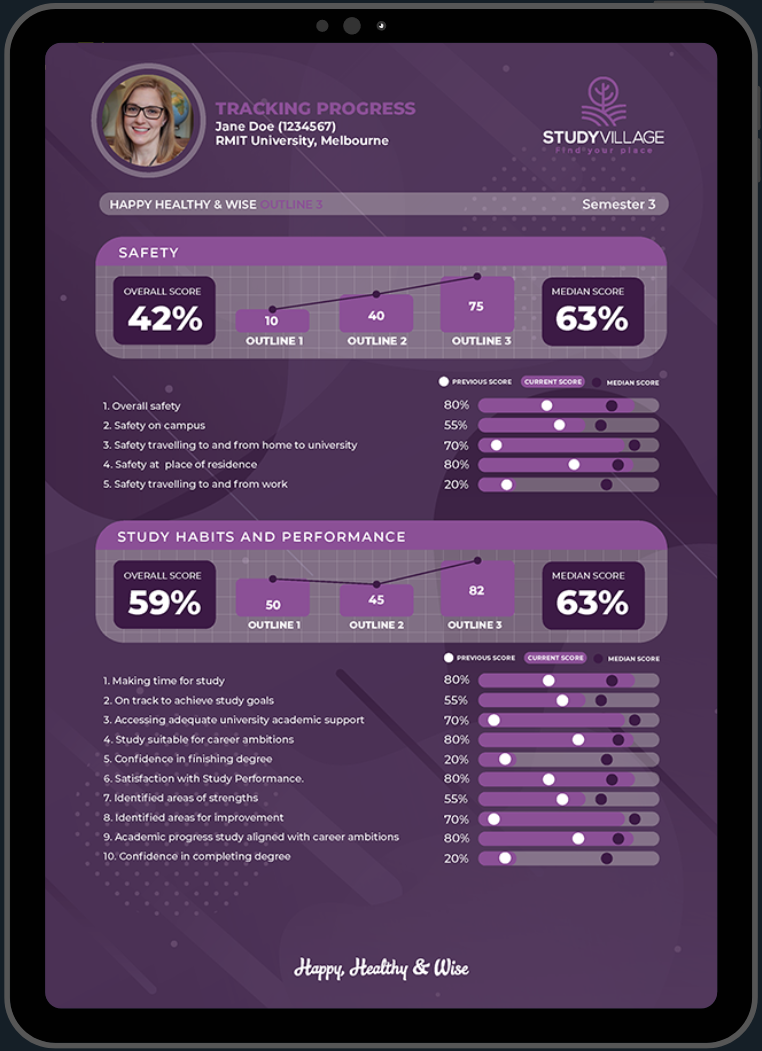 TRACKING PROGRESS
Jane Doe (1234567)
RMIT University, Melbourne
STUDYVILLAGE
Find your place
HAPPY HEALTHY & WISE OUTLINE 3 Semester 3
SAFETY
OVERALL SCORE
42%
10
OUTLINE 1
40
OUTLINE 2
75
OUTLINE 3
MEDIAN SCORE
63%
PREVIOUS SCORE CURRENT SCORE MEDIAN SCORE
1. Overall safety 80%
2. Safety on campus 55%
3. Safety travelling to and from home to university 70%
4. Safety at place of residence 80%
5. Safety travelling to and from work 20%
STUDY HABITS AND PERFORMANCE
OVERALL SCORE
59%
50
OUTLINE 1
45
OUTLINE 2
82
OUTLINE 3
MEDIAN SCORE
63%
PREVIOUS SCORE CURRENT SCORE MEDIAN SCORE
1. Making time for study 80%
2. On track to achieve study goals 55%
3. Accessing adequate university academic support 70%
4. Study suitable for career ambitions 80%
5. Confidence in finishing degree 20%
6. Satisfaction with Study Performance. 80%
7. Identified areas of strengths 55%
8. Identified areas for improvement 70%
9. Academic progress study aligned with career ambitions 80%
10. Confidence in completing degree 20%
Happy, Healthy & Wise